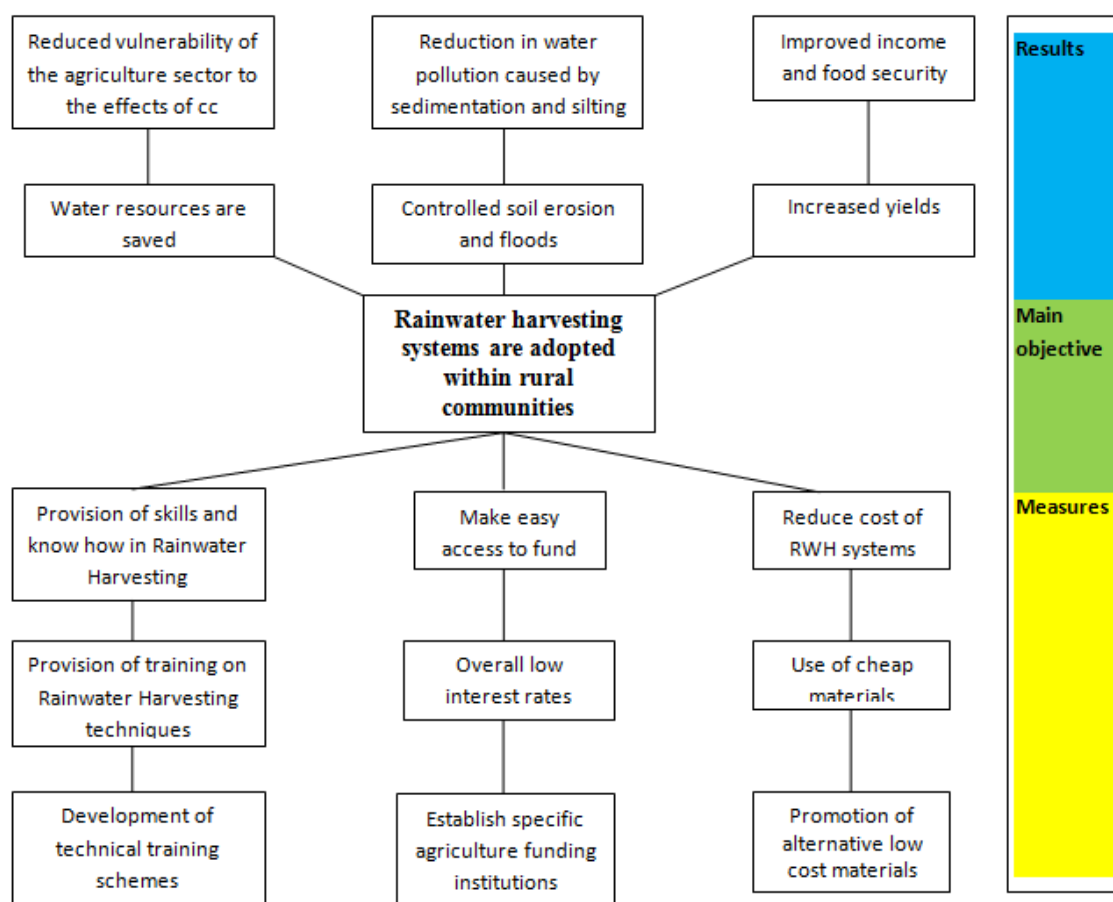 Reduced vulnerability of
the agriculture sector to
the effects of cc
Reduction in water
pollution caused by
sedimentation and silting
Improved income
and food security
Results
Water resources are
saved
Controlled soil erosion
and floods
Increased yields
Rainwater harvesting
systems are adopted
within rural
communities
Main
objective
Provision of skills and
know how in Rainwater
Harvesting
Make easy
access to fund
Reduce cost of
RWH systems
Measures
Provision of training on
Rainwater Harvesting
techniques
Overall low
interest rates
Use of cheap
materials
Development of
technical training
schemes
Establish specific
agriculture funding
institutions
Promotion of
alternative low
cost materials